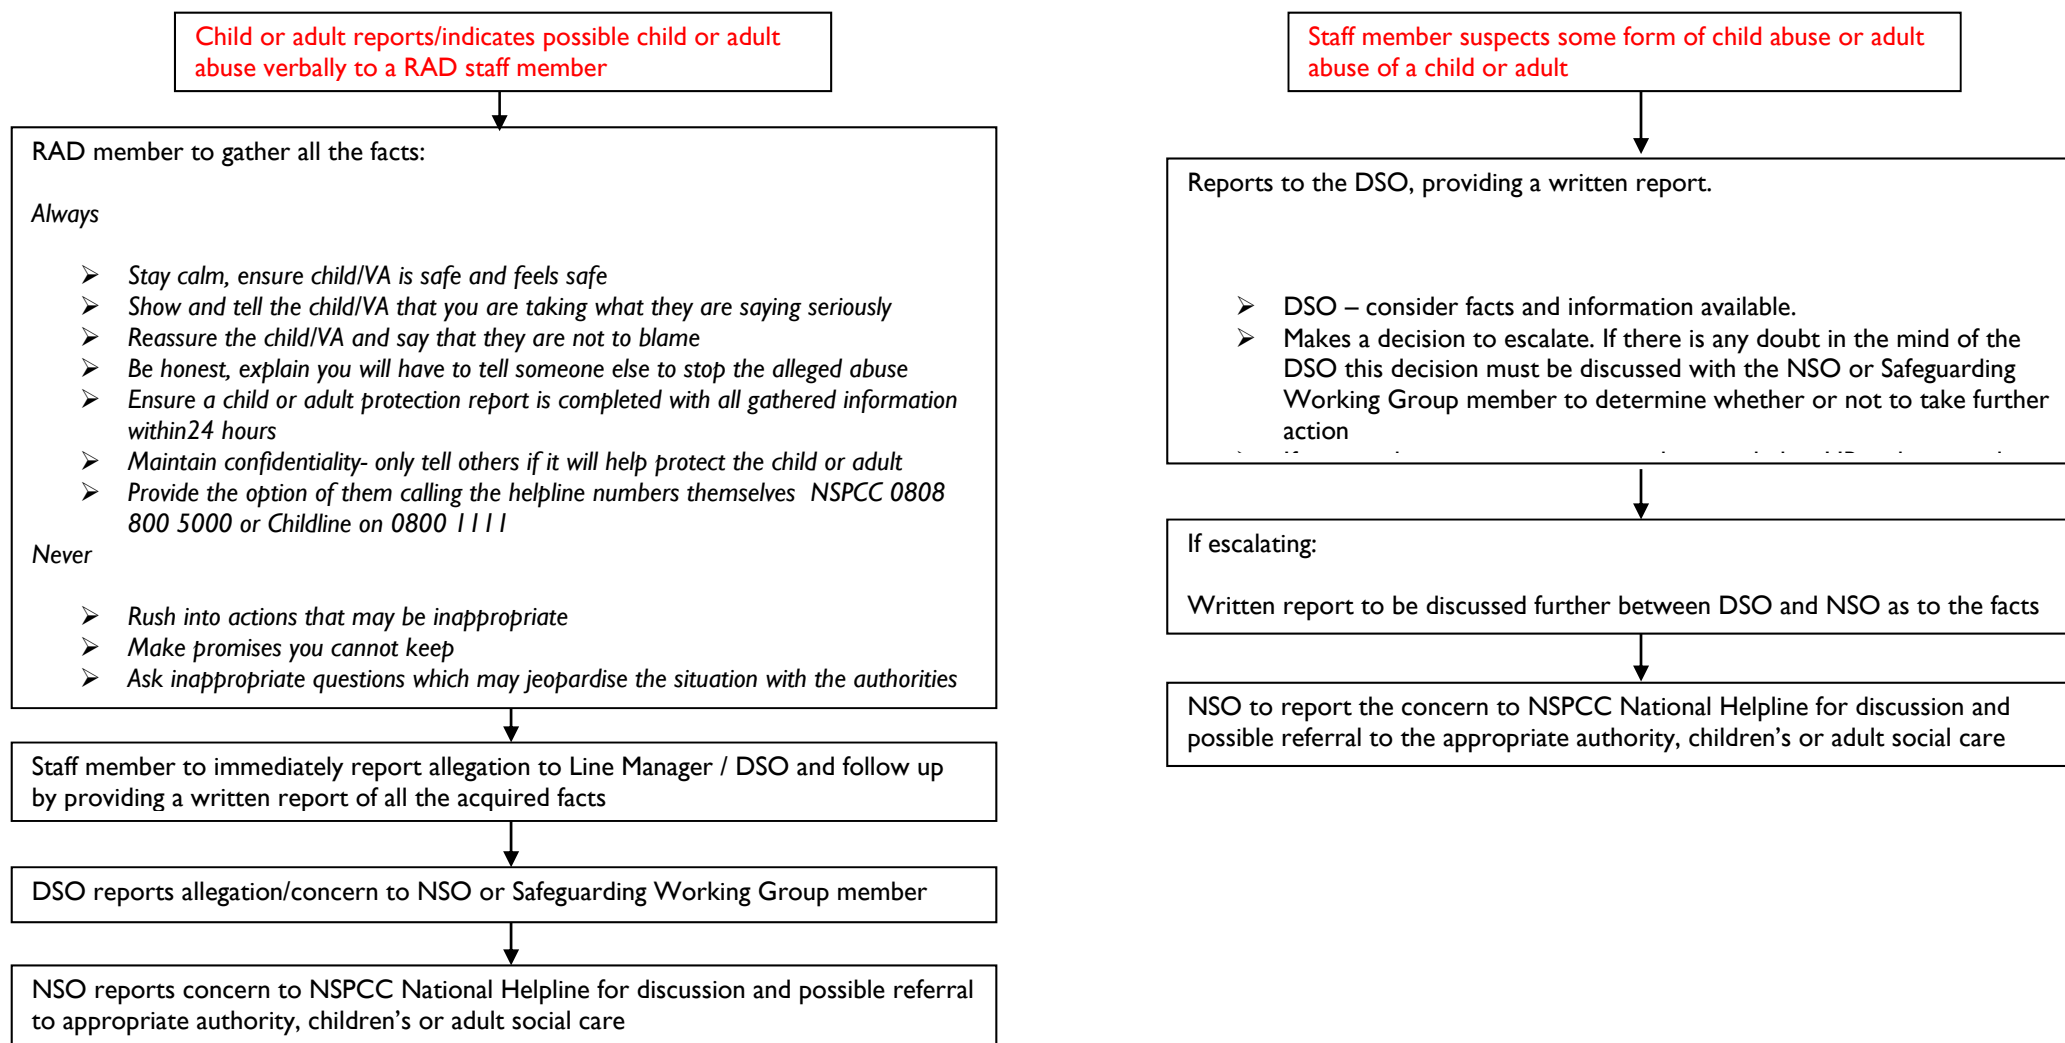 Child or adult reports/indicates possible child or adult
abuse verbally to a RAD staff member
RAD member to gather all the facts:
Always
➤ Stay calm, ensure child/VA is safe and feels safe
➤ Show and tell the child/VA that you are taking what they are saying seriously
➤ Reassure the child/VA and say that they are not to blame
➤ Be honest, explain you will have to tell someone else to stop the alleged abuse
➤ Ensure a child or adult protection report is completed with all gathered information
within24 hours
➤ Maintain confidentiality- only tell others if it will help protect the child or adult
➤ Provide the option of them calling the helpline numbers themselves NSPCC 0808
800 5000 or Childline on 0800 1111
Never
➤ Rush into actions that may be inappropriate
➤ Make promises you cannot keep
➤ Ask inappropriate questions which may jeopardise the situation with the authorities
Staff member to immediately report allegation to Line Manager / DSO and follow up
by providing a written report of all the acquired facts
DSO reports allegation/concern to NSO or Safeguarding Working Group member
NSO reports concern to NSPCC National Helpline for discussion and possible referral
to appropriate authority, children's or adult social care
Staff member suspects some form of child abuse or adult
abuse of a child or adult
Reports to the DSO, providing a written report.
➤ DSO – consider facts and information available.
➤ Makes a decision to escalate. If there is any doubt in the mind of the
DSO this decision must be discussed with the NSO or Safeguarding
Working Group member to determine whether or not to take further
action
If escalating:
Written report to be discussed further between DSO and NSO as to the facts
NSO to report the concern to NSPCC National Helpline for discussion and
possible referral to the appropriate authority, children's or adult social care